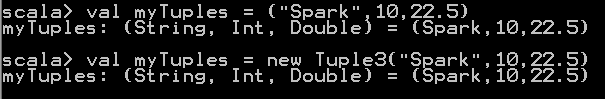 scala> val myTuples = ("Spark",10,22.5)
myTuples: (String, Int, Double) = (Spark,10,22.5)
scala> val myTuples = new Tuple3("Spark",10,22.5)
myTuples: (String, Int, Double) = (Spark,10,22.5)